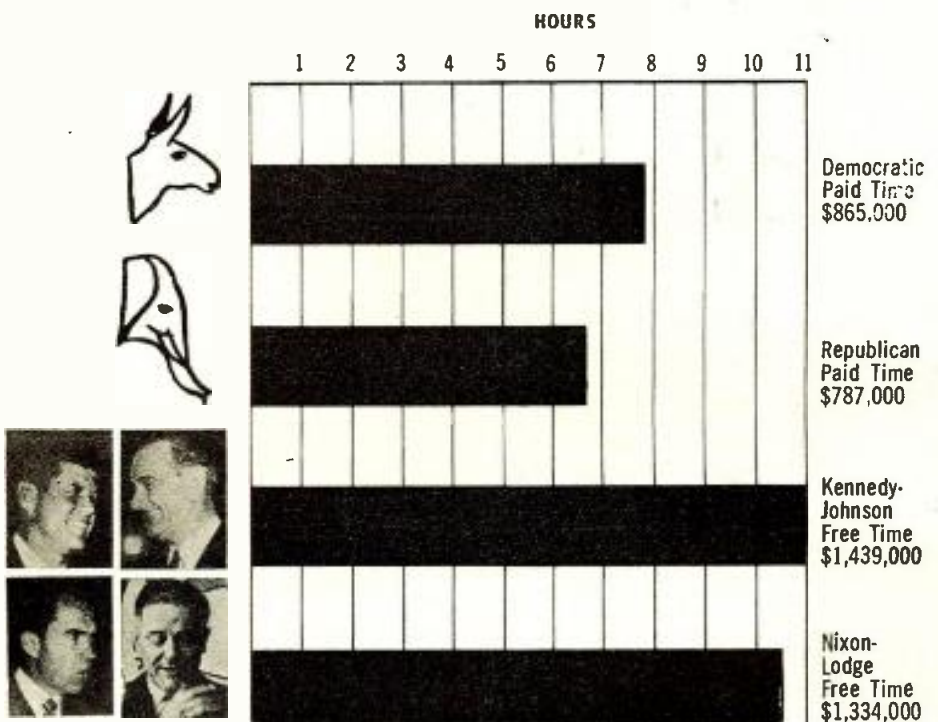 HOURS
1 2 3 4 5 6 7 8 9 10 11
Democratic
Paid Time
$865,000
Republican
Paid Time
$787,000
Kennedy-
Johnson
Free Time
$1,439,000
Nixon-
Lodge
Free Time
$1,334,000